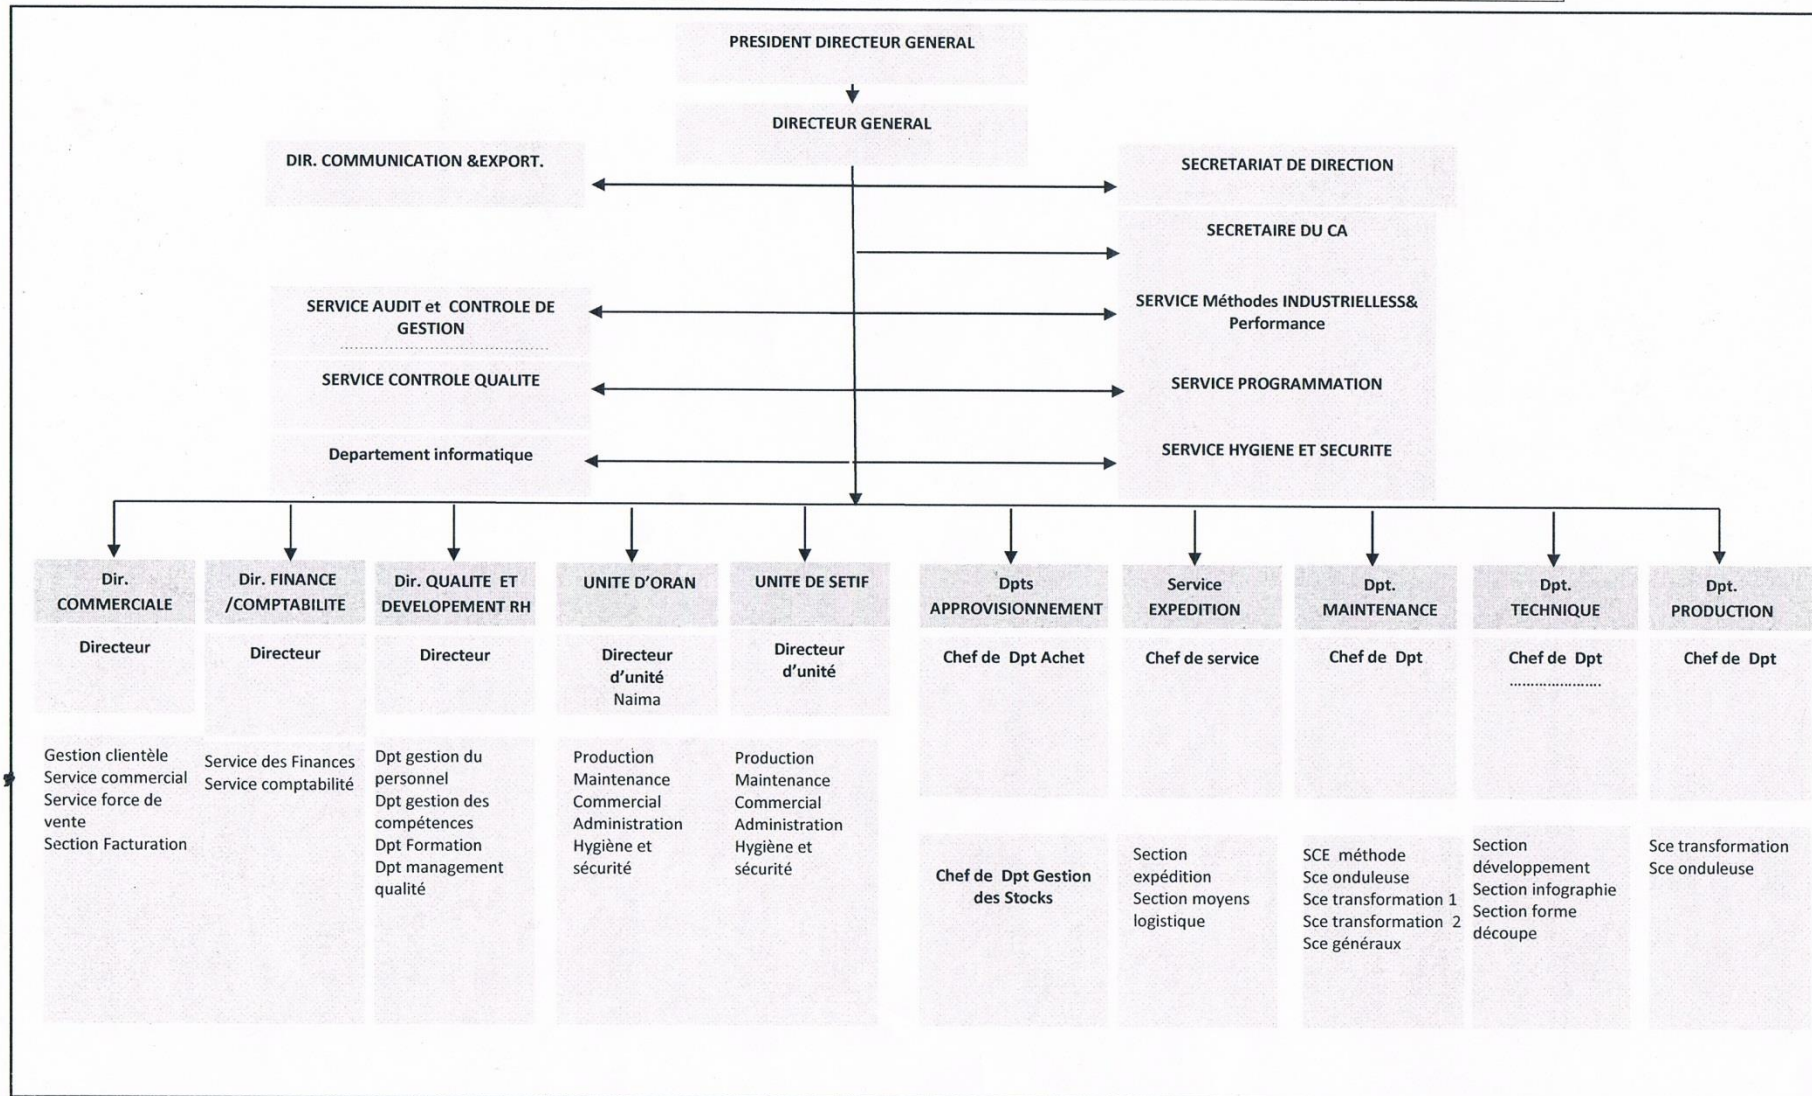 PRESIDENT DIRECTEUR GENERAL
DIRECTEUR GENERAL
DIR. COMMUNICATION &EXPORT.
SECRETARIAT DE DIRECTION
SECRETAIRE DU CA
SERVICE AUDIT et CONTROLE DE
GESTION
........................................................
SERVICE Méthodes INDUSTRIELLESS&
Performance
SERVICE CONTROLE QUALITE
SERVICE PROGRAMMATION
Departement informatique
SERVICE HYGIENE ET SECURITE
Dir.
COMMERCIALE
Directeur
Gestion clientèle
Service commercial
Service force de
vente
Section Facturation
Dir. FINANCE
/COMPTABILITE
Directeur
Service des Finances
Service comptabilité
Dir. QUALITE ET
DEVELOPEMENT RH
Directeur
Dpt gestion du
personnel
Dpt gestion des
compétences
Dpt Formation
Dpt management
qualité
UNITE D'ORAN
Directeur
d'unité
Naima
Production
Maintenance
Commercial
Administration
Hygiène et
sécurité
UNITE DE SETIF
Directeur
d'unité
Production
Maintenance
Commercial
Administration
Hygiène et
sécurité
Dpts
APPROVISIONNEMENT
Chef de Dpt Achet
Chef de Dpt Gestion
des Stocks
Service
EXPEDITION
Chef de service
Section
expédition
Section moyens
logistique
Dpt.
MAINTENANCE
Chef de Dpt
SCE méthode
Sce onduleuse
Sce transformation 1
Sce transformation 2
Sce généraux
Dpt.
TECHNIQUE
Chef de Dpt
......................
Section
développement
Section infographie
Section forme
découpe
Dpt.
PRODUCTION
Chef de Dpt
Sce transformation
Sce onduleuse